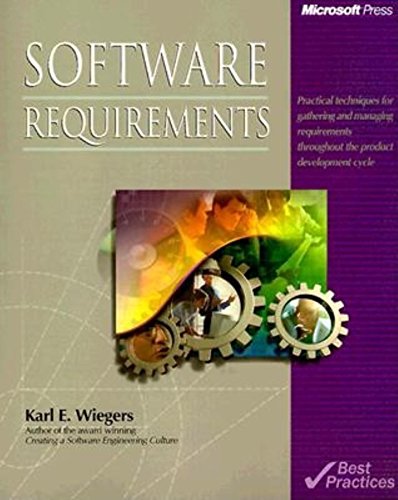 Microsoft Press
SOFTWARE
REQUIREMENTS
Practical techniques for
gathering and managing
requirements
throughout the product
development cycle
Karl E. Wiegers
Author of the award winning
Creating a Software Engineering Culture
Best
Practices